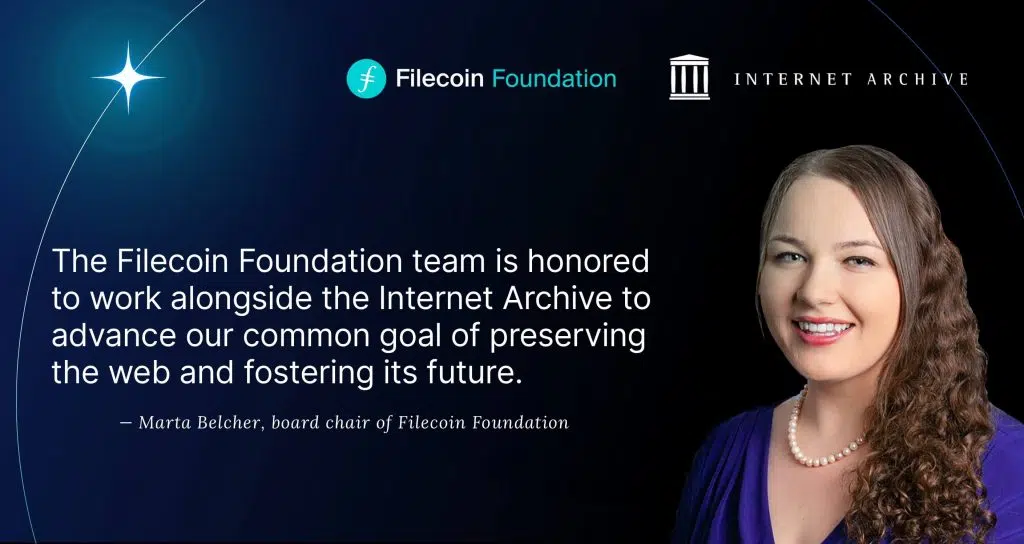 Filecoin Foundation
INTERNET ARCHIVE
The Filecoin Foundation team is honored
to work alongside the Internet Archive to
advance our common goal of preserving
the web and fostering its future.
— Marta Belcher, board chair of Filecoin Foundation